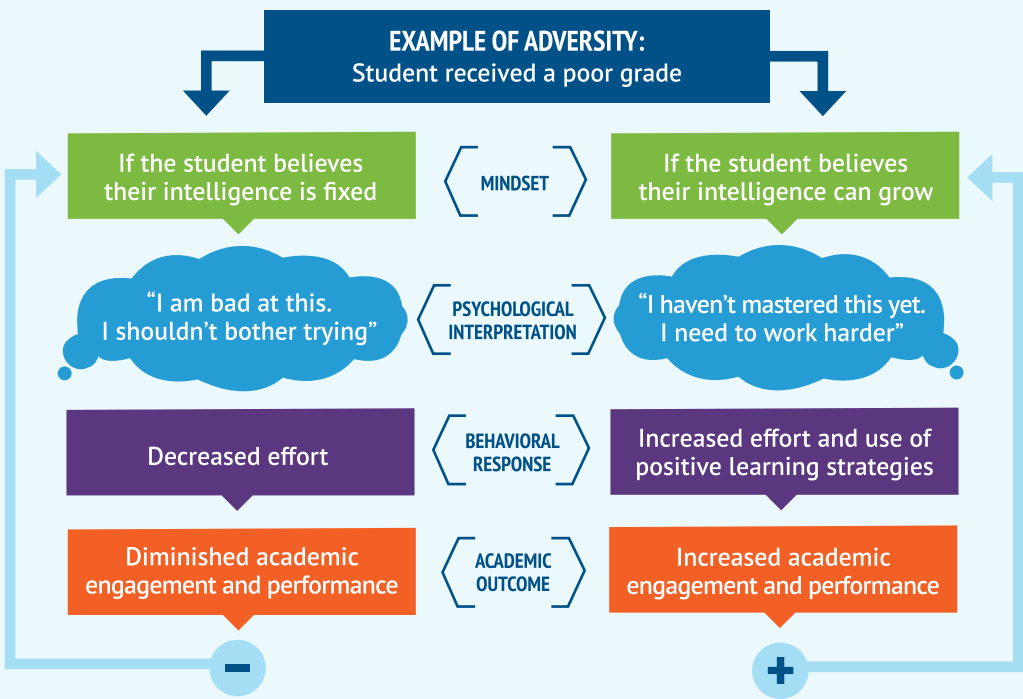 EXAMPLE OF ADVERSITY:
Student received a poor grade
If the student believes
their intelligence is fixed
MINDSET
If the student believes
their intelligence can grow
“I am bad at this.
I shouldn’t bother trying”
PSYCHOLOGICAL
INTERPRETATION
“I haven’t mastered this yet.
I need to work harder”
Decreased effort
BEHAVIORAL
RESPONSE
Increased effort and use of
positive learning strategies
Diminished academic
engagement and performance
ACADEMIC
OUTCOME
Increased academic
engagement and performance
−
+